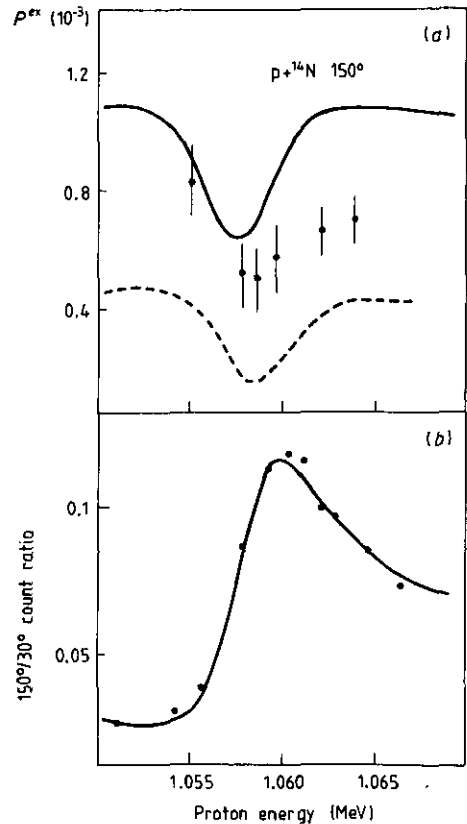 P^ex (10^-3)
(a)
p+^14N 150°
1.2
0.8
0.4
(b)
150°/30° count ratio
0.1
0.05
1.055
1.060
1.065
Proton energy (MeV)